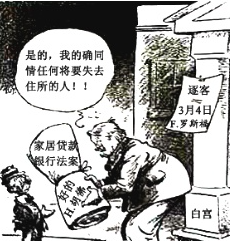 是的，我的确同
情任何将要失去
住所的人！！
家居贷款
银行法案
逐客
3月4日
F.罗斯福
白宫